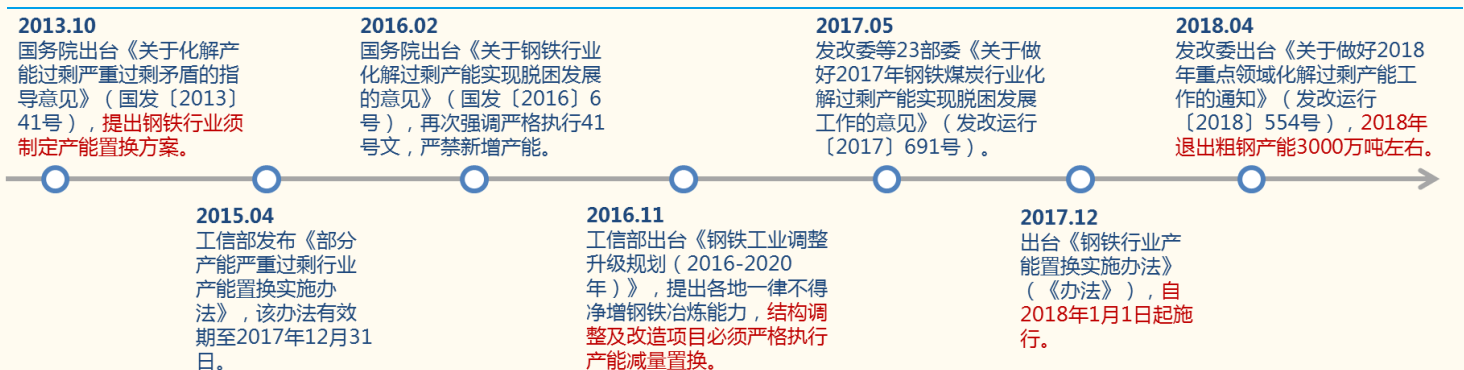 2013.10
国务院出台《关于化解产
能过剩严重过剩矛盾的指
导意见》（国发〔2013〕
41号），提出钢铁行业须
制定产能置换方案。
2016.02
国务院出台《关于钢铁行业
化解过剩产能实现脱困发展
的意见》（国发〔2016〕6
号），再次强调严格执行41
号文，严禁新增产能。
2017.05
发改委等23部委《关于做
好2017年钢铁煤炭行业化
解过剩产能实现脱困发展
工作的意见》（发改运行
〔2017〕691号）。
2018.04
发改委出台《关于做好2018
年重点领域化解过剩产能工
作的通知》（发改运行
〔2018〕554号），2018年
退出粗钢产能3000万吨左右。
2015.04
工信部发布《部分
产能严重过剩行业
产能置换实施办
法》，该办法有效
期至2017年12月31
日。
2016.11
工信部出台《钢铁工业调整
升级规划（2016-2020
年）》，提出各地一律不得
净增钢铁冶炼能力，结构调
整及改造项目必须严格执行
产能减量置换。
2017.12
出台《钢铁行业产
能置换实施办法》
（《办法》），自
2018年1月1日起施
行。